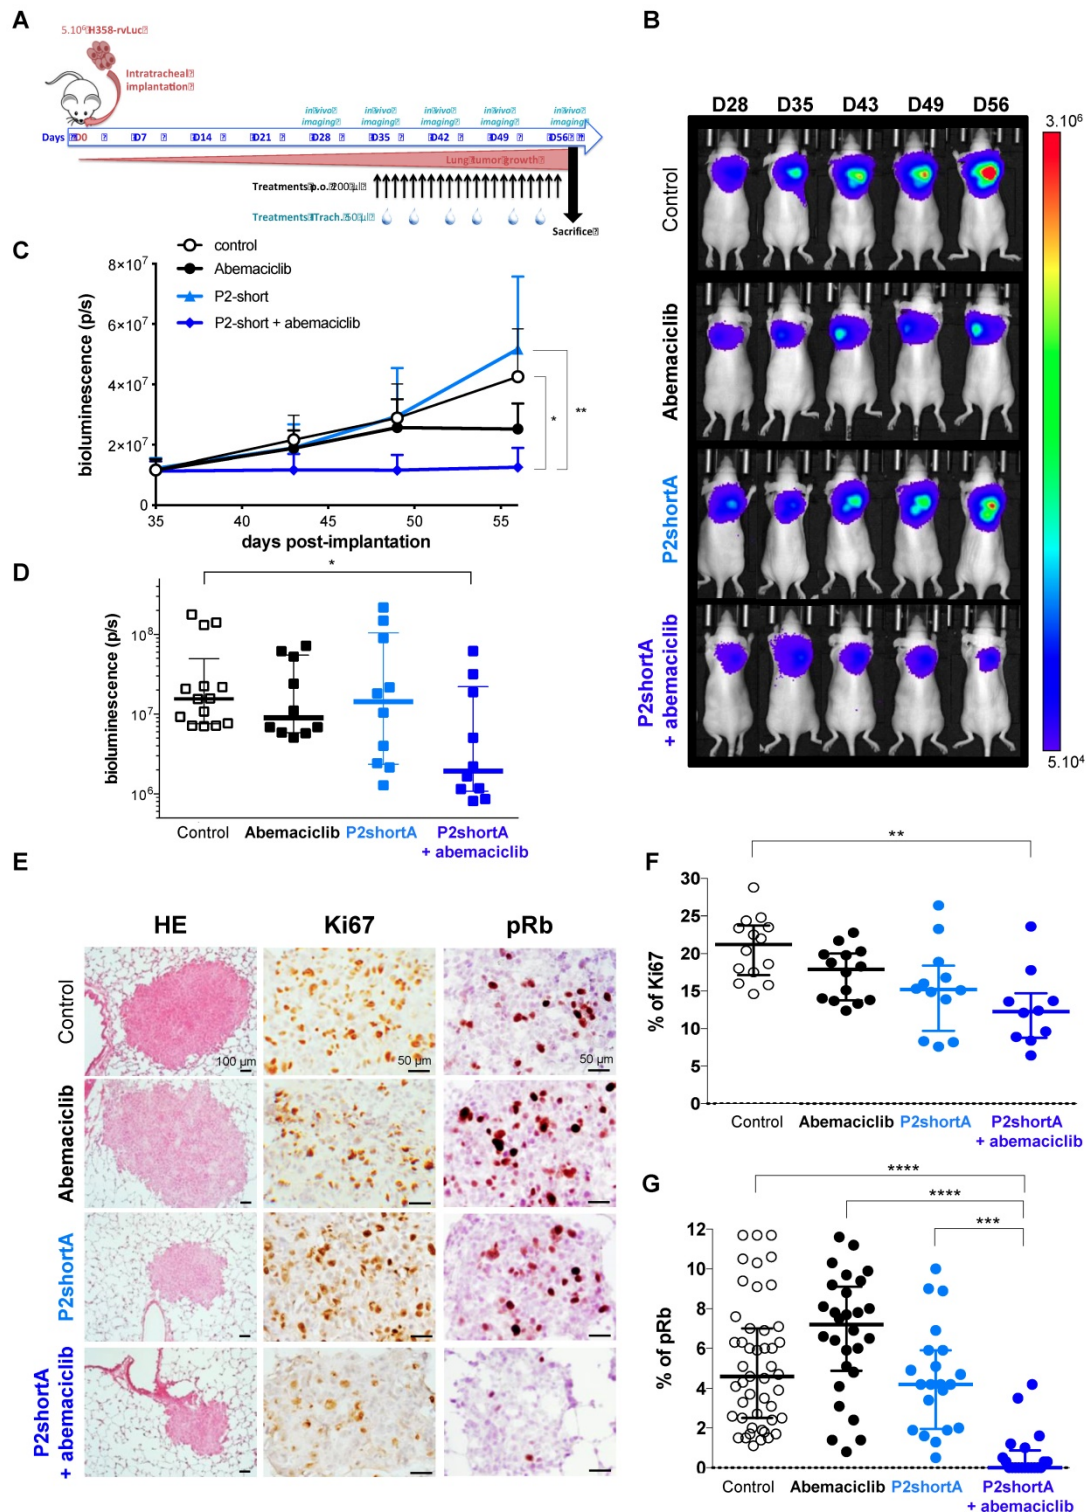 A
5.10⁶ H358-rvLuc
Intratracheal
implantation
in vivo
imaging
in vivo
imaging
in vivo
imaging
in vivo
imaging
in vivo
imaging
Days D0 D7 D14 D21 D28 D35 D42 D49 D56
Lung tumor growth
Treatments p.o. 200 µl
Treatments ITrach. 50 µl
Sacrifice
B
D28 D35 D43 D49 D56
Control
Abemaciclib
P2shortA
P2shortA
+ abemaciclib
3.10⁶
5.10⁴
C
control
Abemaciclib
P2-short
P2-short + abemaciclib
bioluminescence (p/s)
8×10⁷
6×10⁷
4×10⁷
2×10⁷
0
35 40 45 50 55
days post-implantation
*
**
D
*
bioluminescence (p/s)
10⁸
10⁷
10⁶
Control Abemaciclib P2shortA P2shortA
+ abemaciclib
E
HE Ki67 pRb
Control
100 µm 50 µm 50 µm
Abemaciclib
P2shortA
P2shortA
+ abemaciclib
F
**
% of Ki67
30
25
20
15
10
5
0
Control Abemaciclib P2shortA P2shortA
+ abemaciclib
G
****
****
***
% of pRb
12
10
8
6
4
2
0
Control Abemaciclib P2shortA P2shortA
+ abemaciclib